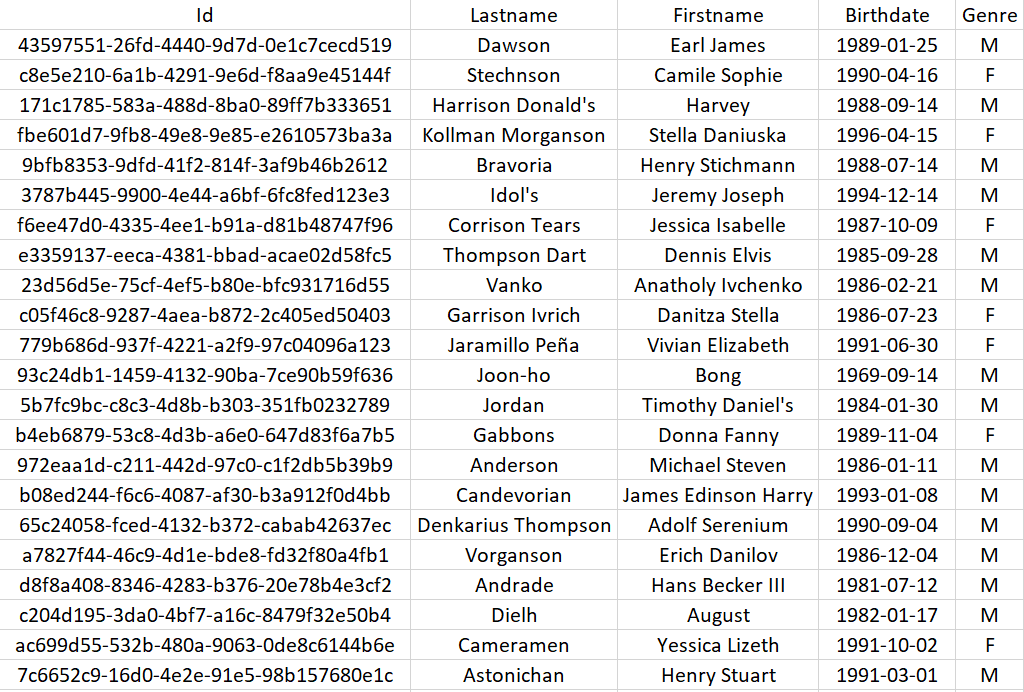 Id Lastname Firstname Birthdate Genre
43597551-26fd-4440-9d7d-0e1c7cecd519 Dawson Earl James 1989-01-25 M
c8e5e210-6a1b-4291-9e6d-f8aa9e45144f Stechnson Camile Sophie 1990-04-16 F
171c1785-583a-488d-8ba0-89ff7b333651 Harrison Donald's Harvey 1988-09-14 M
fbe601d7-9fb8-49e8-9e85-e2610573ba3a Kollman Morganson Stella Daniuska 1996-04-15 F
9bfb8353-9dfd-41f2-814f-3af9b46b2612 Bravoria Henry Stichmann 1988-07-14 M
3787b445-9900-4e44-a6bf-6fc8fed123e3 Idol's Jeremy Joseph 1994-12-14 M
f6ee47d0-4335-4ee1-b91a-d81b48747f96 Corrison Tears Jessica Isabelle 1987-10-09 F
e3359137-eeca-4381-bbad-acae02d58fc5 Thompson Dart Dennis Elvis 1985-09-28 M
23d56d5e-75cf-4ef5-b80e-bfc931716d55 Vanko Anatholy Ivchenko 1986-02-21 M
c05f46c8-9287-4aea-b872-2c405ed50403 Garrison Ivrich Danitza Stella 1986-07-23 F
779b686d-937f-4221-a2f9-97c04096a123 Jaramillo Peña Vivian Elizabeth 1991-06-30 F
93c24db1-1459-4132-90ba-7ce90b59f636 Joon-ho Bong 1969-09-14 M
5b7fc9bc-c8c3-4d8b-b303-351fb0232789 Jordan Timothy Daniel's 1984-01-30 M
b4eb6879-53c8-4d3b-a6e0-647d83f6a7b5 Gabbons Donna Fanny 1989-11-04 F
972eaa1d-c211-442d-97c0-c1f2db5b39b9 Anderson Michael Steven 1986-01-11 M
b08ed244-f6c6-4087-af30-b3a912f0d4bb Candevorian James Edinson Harry 1993-01-08 M
65c24058-fced-4132-b372-cabab42637ec Denkarius Thompson Adolf Serenium 1990-09-04 M
a7827f44-46c9-4d1e-bde8-fd32f80a4fb1 Vorganson Erich Danilov 1986-12-04 M
d8f8a408-8346-4283-b376-20e78b4e3cf2 Andrade Hans Becker III 1981-07-12 M
c204d195-3da0-4bf7-a16c-8479f32e50b4 Dielh August 1982-01-17 M
ac699d55-532b-480a-9063-0de8c6144b6e Cameramen Yessica Lizeth 1991-10-02 F
7c6652c9-16d0-4e2e-91e5-98b157680e1c Astonichan Henry Stuart 1991-03-01 M